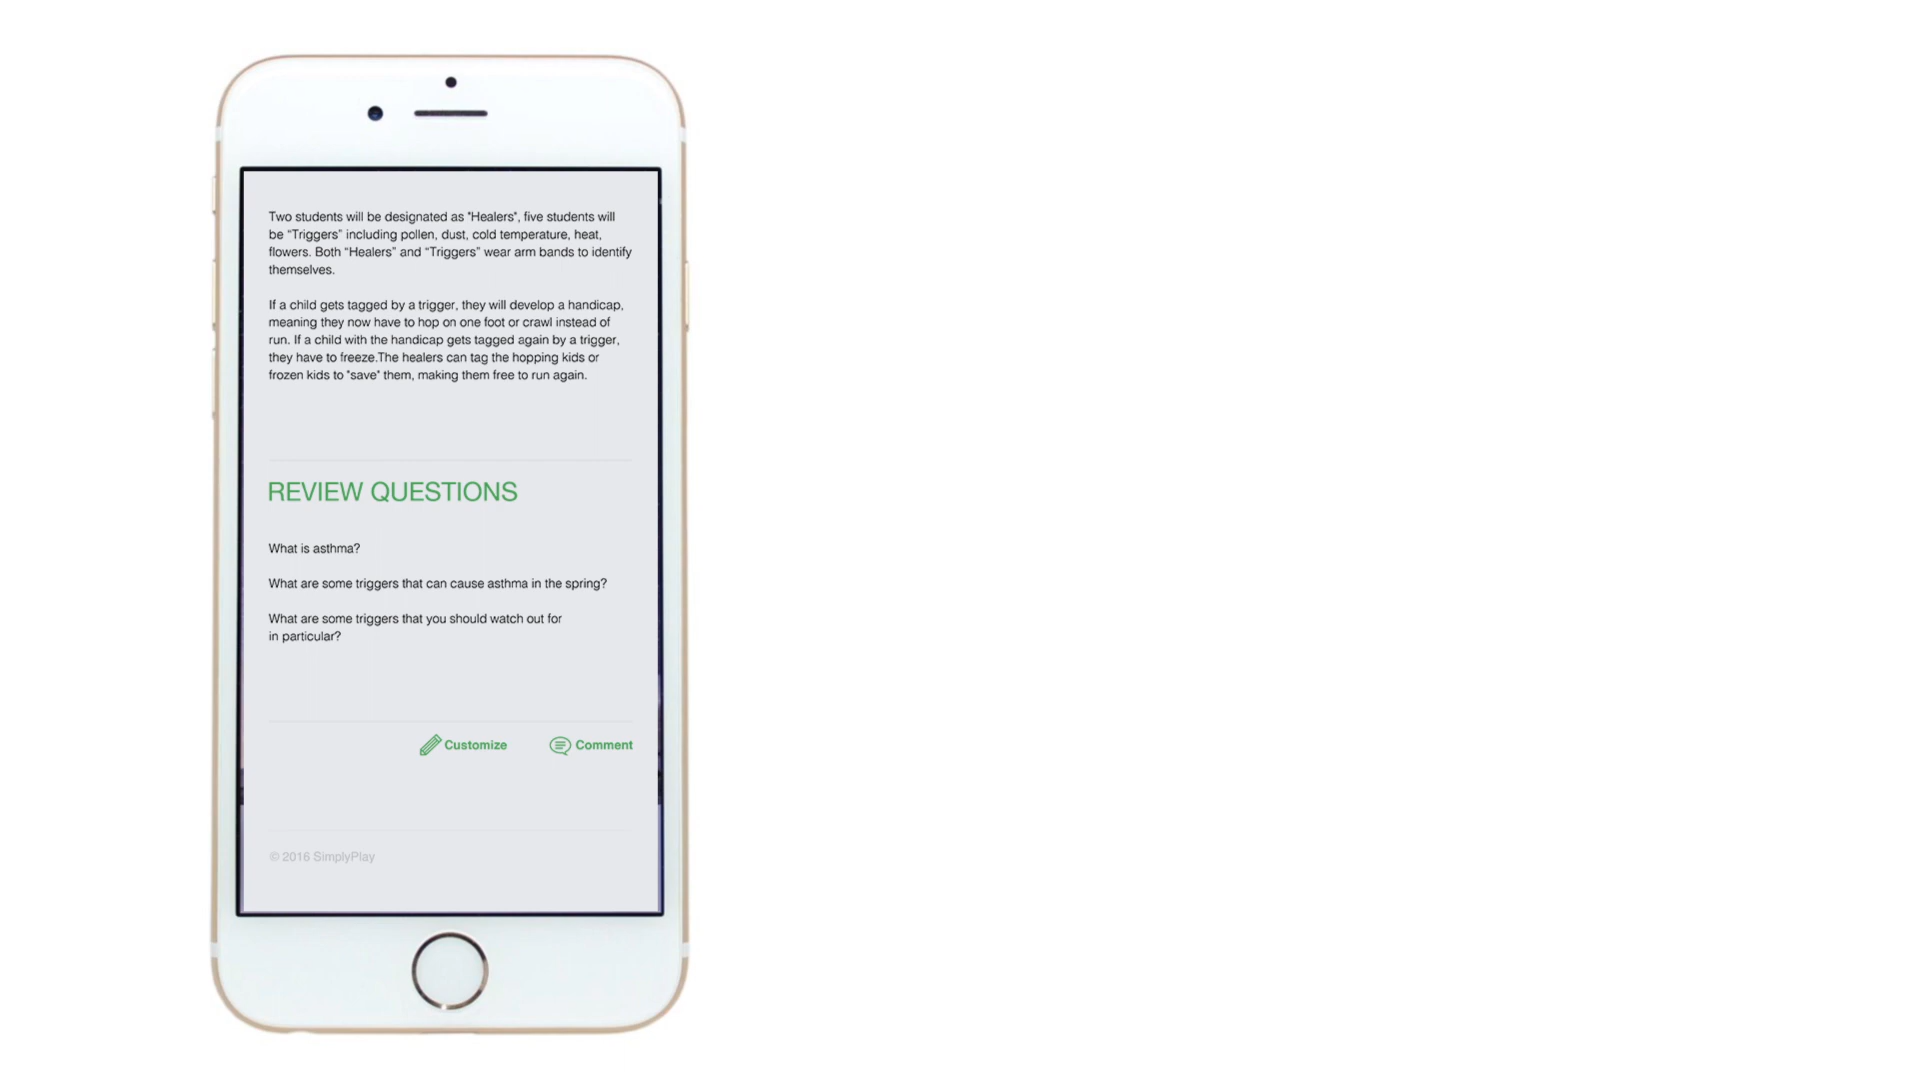 Two students will be designated as "Healers", five students will
be “Triggers” including pollen, dust, cold temperature, heat,
flowers. Both “Healers” and “Triggers” wear arm bands to identify
themselves.
If a child gets tagged by a trigger, they will develop a handicap,
meaning they now have to hop on one foot or crawl instead of
run. If a child with the handicap gets tagged again by a trigger,
they have to freeze.The healers can tag the hopping kids or
frozen kids to "save" them, making them free to run again.
REVIEW QUESTIONS
What is asthma?
What are some triggers that can cause asthma in the spring?
What are some triggers that you should watch out for
in particular?
Customize Comment
© 2016 SimplyPlay